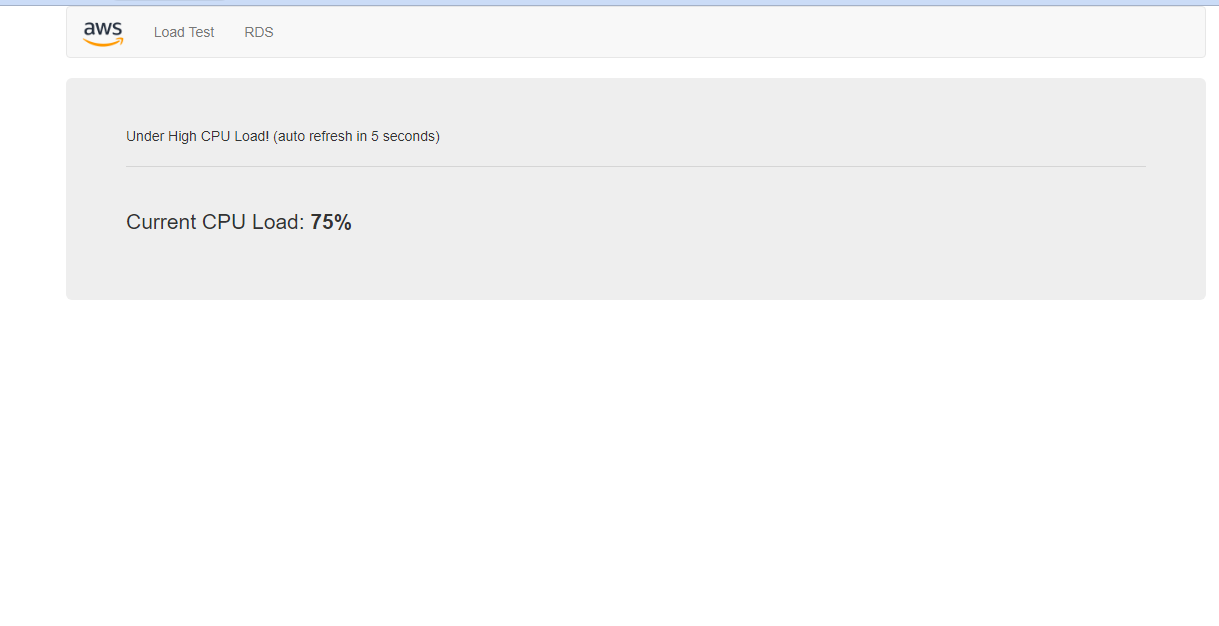 aws Load Test RDS
Under High CPU Load! (auto refresh in 5 seconds)
Current CPU Load: 75%